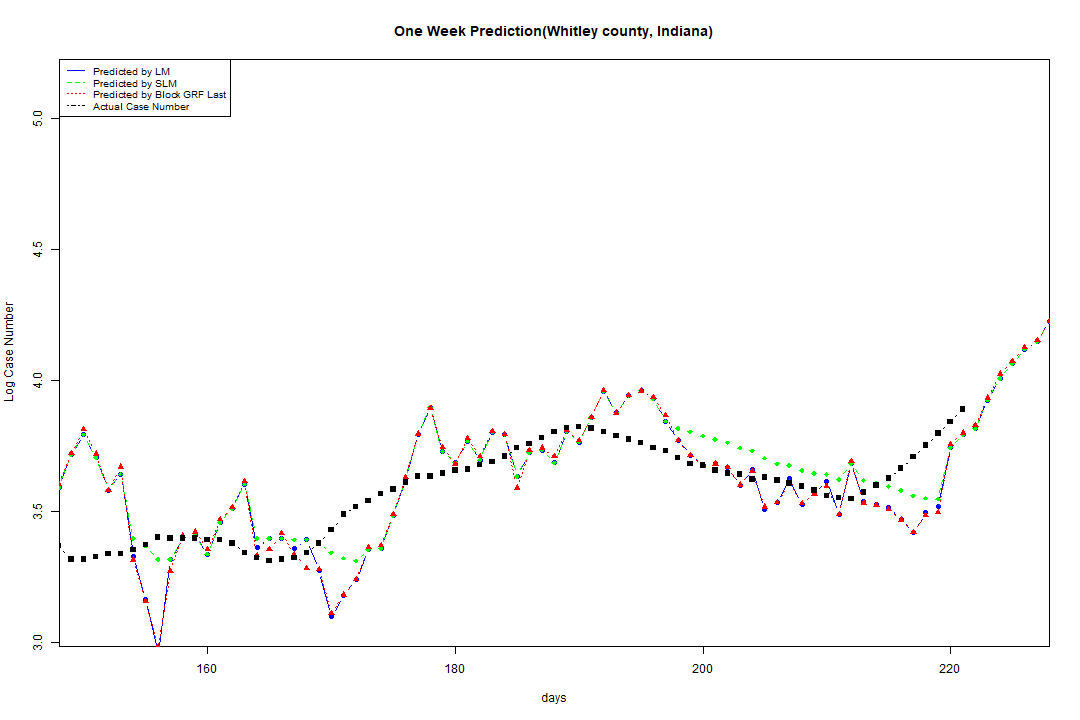 One Week Prediction(Whitley county, Indiana)
Predicted by LM
Predicted by SLM
Predicted by Block GRF Last
Actual Case Number
5.0
4.5
4.0
3.5
3.0
Log Case Number
160 180 200 220
days